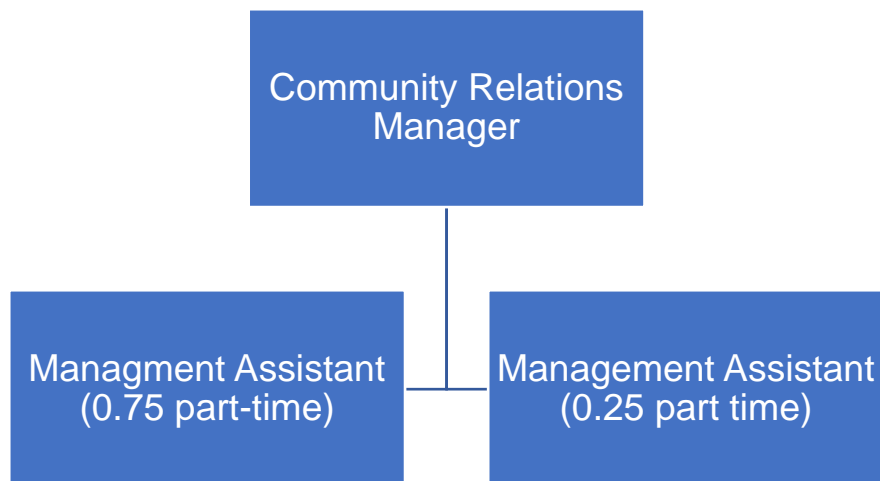 Community Relations
Manager
Managment Assistant
(0.75 part-time)
Management Assistant
(0.25 part time)